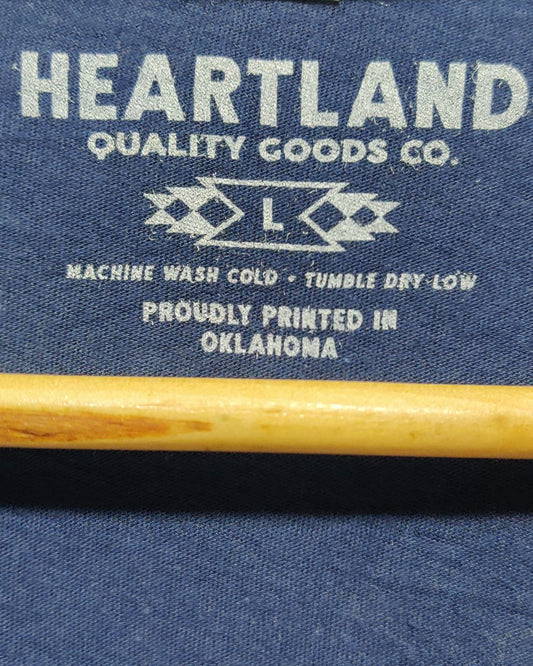 HEARTLAND
QUALITY GOODS CO.
L
MACHINE WASH COLD • TUMBLE DRY LOW
PROUDLY PRINTED IN
OKLAHOMA